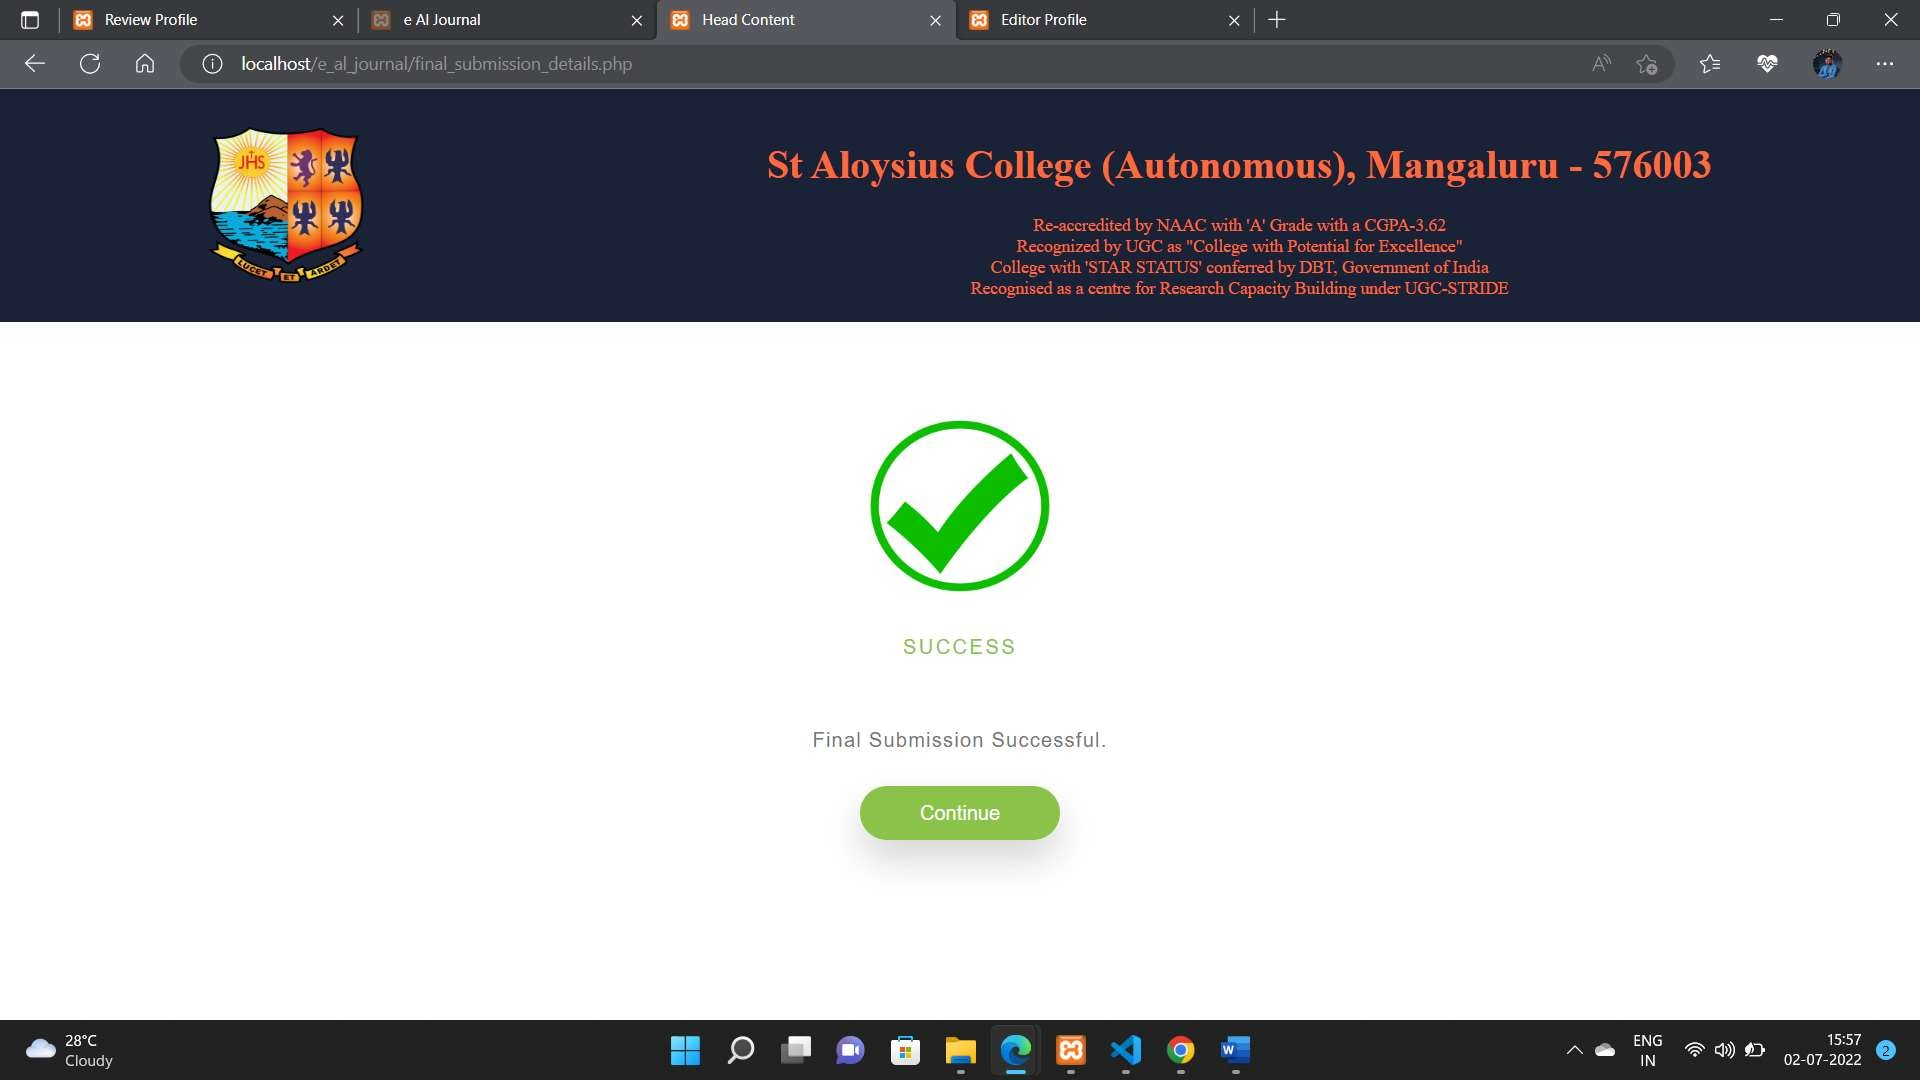 Review Profile
e Al Journal
Head Content
Editor Profile
localhost/e_al_journal/final_submission_details.php
JHS
LUCET ET ARDET
St Aloysius College (Autonomous), Mangaluru - 576003
Re-accredited by NAAC with 'A' Grade with a CGPA-3.62
Recognized by UGC as "College with Potential for Excellence"
College with 'STAR STATUS' conferred by DBT, Government of India
Recognised as a centre for Research Capacity Building under UGC-STRIDE
SUCCESS
Final Submission Successful.
Continue
28°C
Cloudy
ENG
IN
15:57
02-07-2022
2